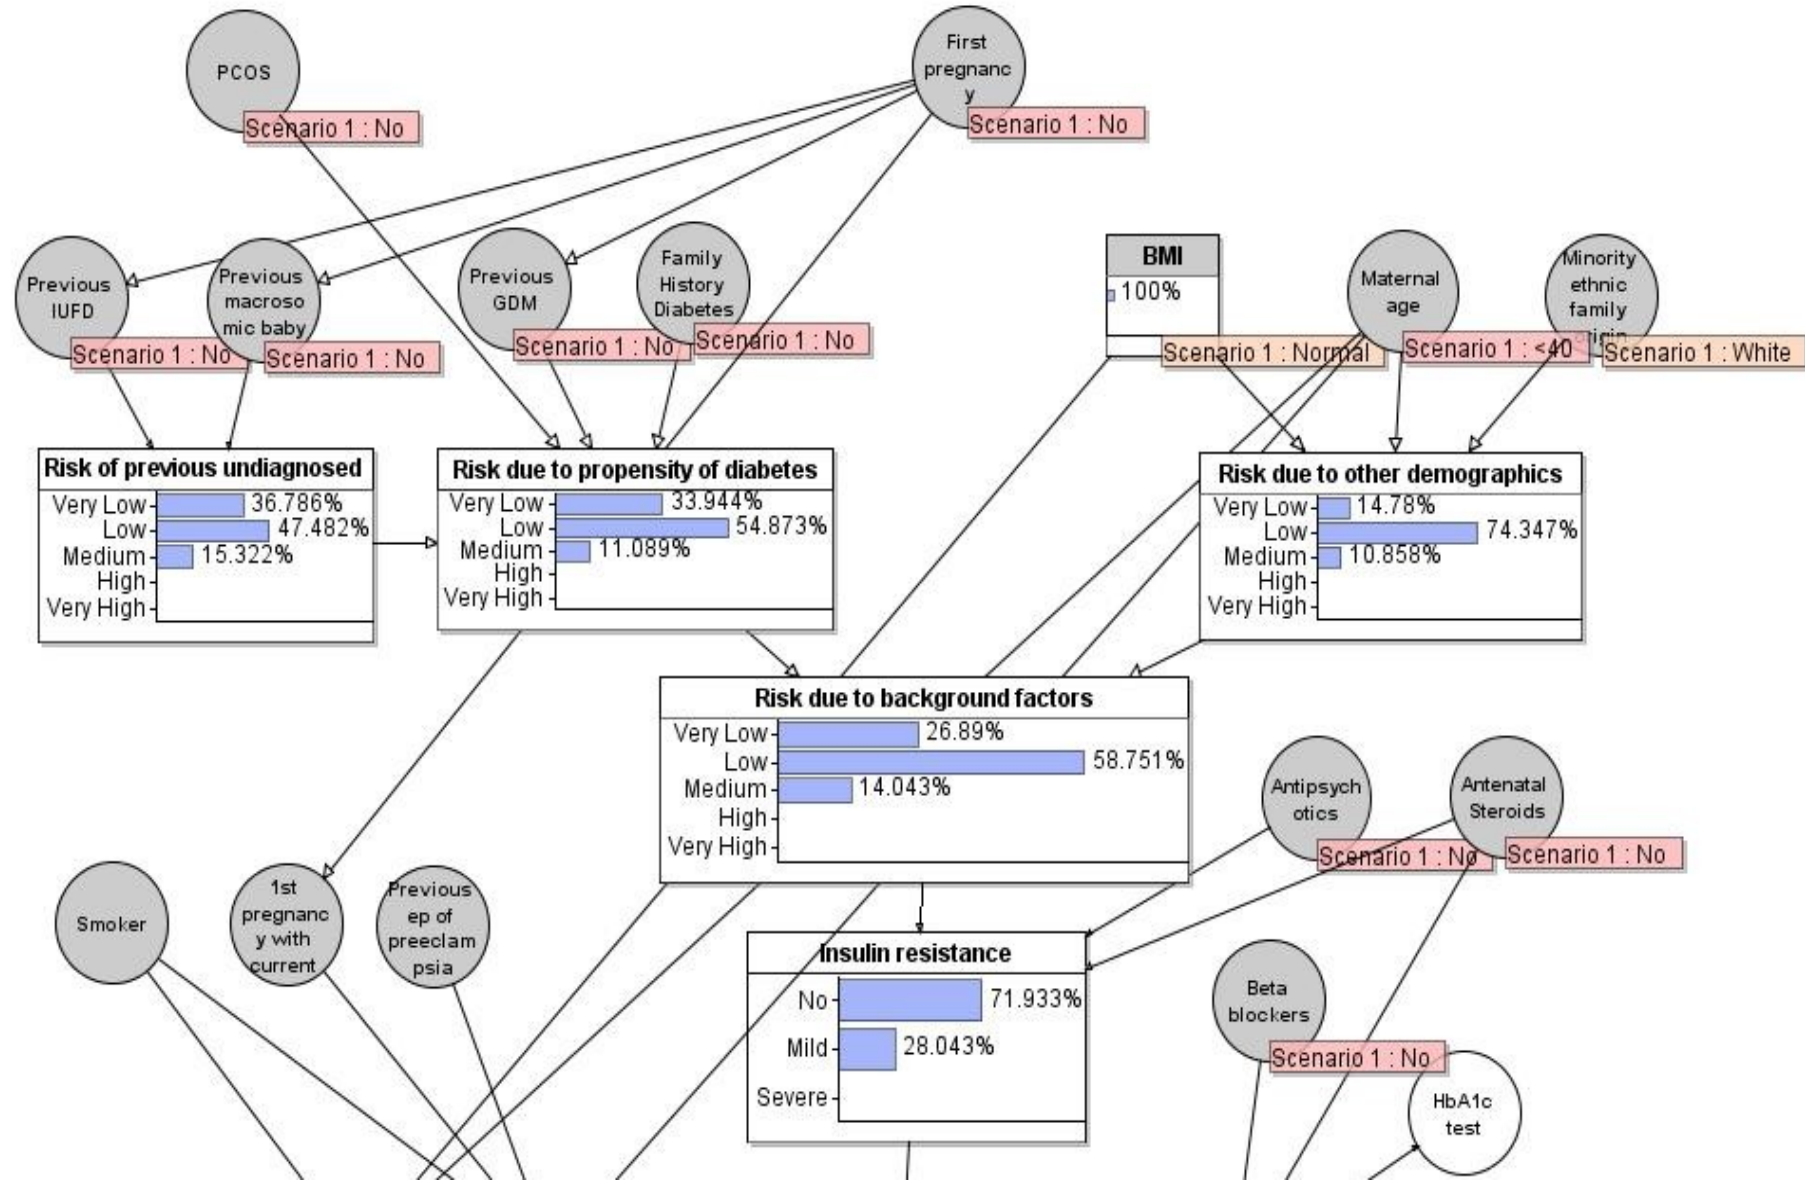 PCOS
Scenario 1 : No
First
pregnanc
y
Scenario 1 : No
Previous
IUFD
Scenario 1 : No
Previous
macroso
mic baby
Scenario 1 : No
Previous
GDM
Scenario 1 : No
Family
History
Diabetes
Scenario 1 : No
BMI
100%
Scenario 1 : Normal
Maternal
age
Scenario 1 : <40
Minority
ethnic
family
origin
Scenario 1 : White
Risk of previous undiagnosed
Very Low 36.786%
Low 47.482%
Medium 15.322%
High
Very High
Risk due to propensity of diabetes
Very Low 33.944%
Low 54.873%
Medium 11.089%
High
Very High
Risk due to other demographics
Very Low 14.78%
Low 74.347%
Medium 10.858%
High
Very High
Risk due to background factors
Very Low 26.89%
Low 58.751%
Medium 14.043%
High
Very High
Antipsych
otics
Scenario 1 : No
Antenatal
Steroids
Scenario 1 : No
Smoker
1st
pregnanc
y with
current
Previous
ep of
preeclam
psia
Insulin resistance
No 71.933%
Mild 28.043%
Severe
Beta
blockers
Scenario 1 : No
HbA1c
test